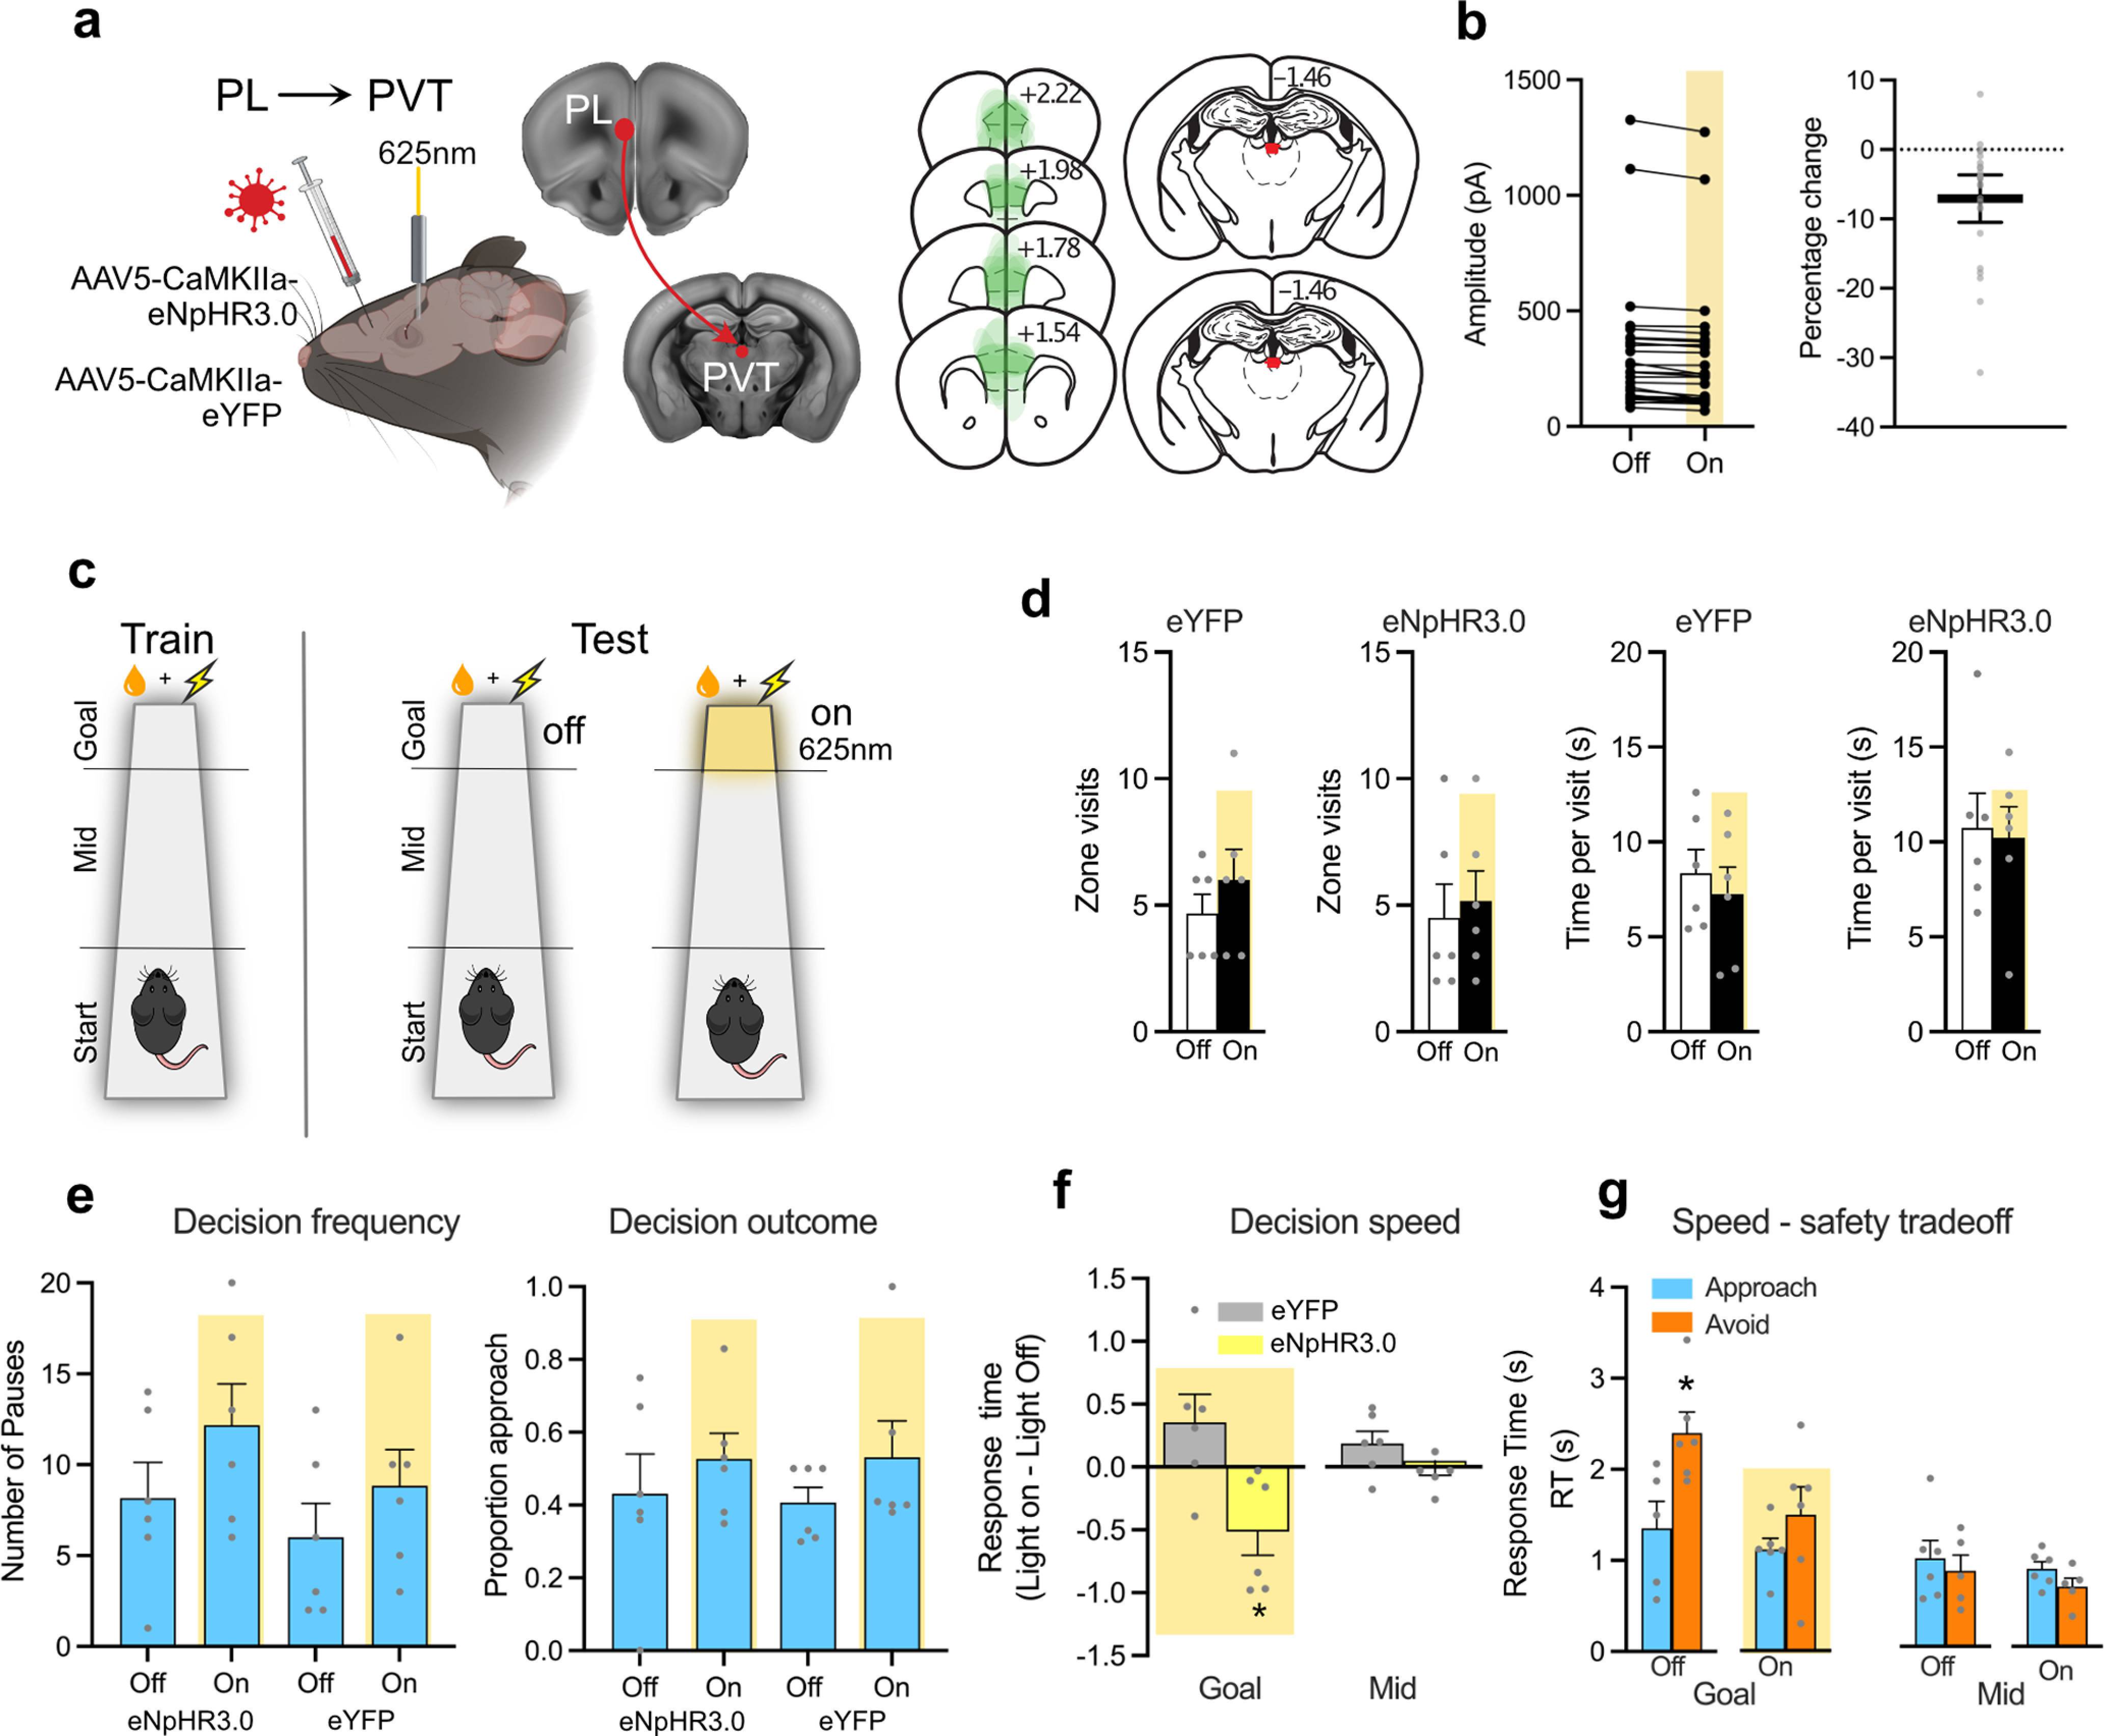 a
PL → PVT
625nm
AAV5-CaMKIIa-
eNpHR3.0
AAV5-CaMKIIa-
eYFP
PL
PVT
+2.22
+1.98
+1.78
+1.54
−1.46
−1.46
b
1500
1000
500
0
Amplitude (pA)
Off On
10
0
-10
-20
-30
-40
Percentage change
c
Train
Test
+
+
+
Goal
Mid
Start
Goal
Mid
Start
off
on
625nm
d
eYFP
15
10
5
0
Zone visits
Off On
eNpHR3.0
15
10
5
0
Zone visits
Off On
eYFP
20
15
10
5
0
Time per visit (s)
Off On
eNpHR3.0
20
15
10
5
0
Time per visit (s)
Off On
e
Decision frequency
20
15
10
5
0
Number of Pauses
Off On Off On
eNpHR3.0 eYFP
Decision outcome
1.0
0.8
0.6
0.4
0.2
0.0
Proportion approach
Off On Off On
eNpHR3.0 eYFP
f
Decision speed
1.5
1.0
0.5
0.0
-0.5
-1.0
-1.5
Response time
(Light on - Light Off)
eYFP
eNpHR3.0
*
Goal Mid
g
Speed - safety tradeoff
4
3
2
1
0
Response Time (s)
RT (s)
Approach
Avoid
*
Off On Off On
Goal Mid